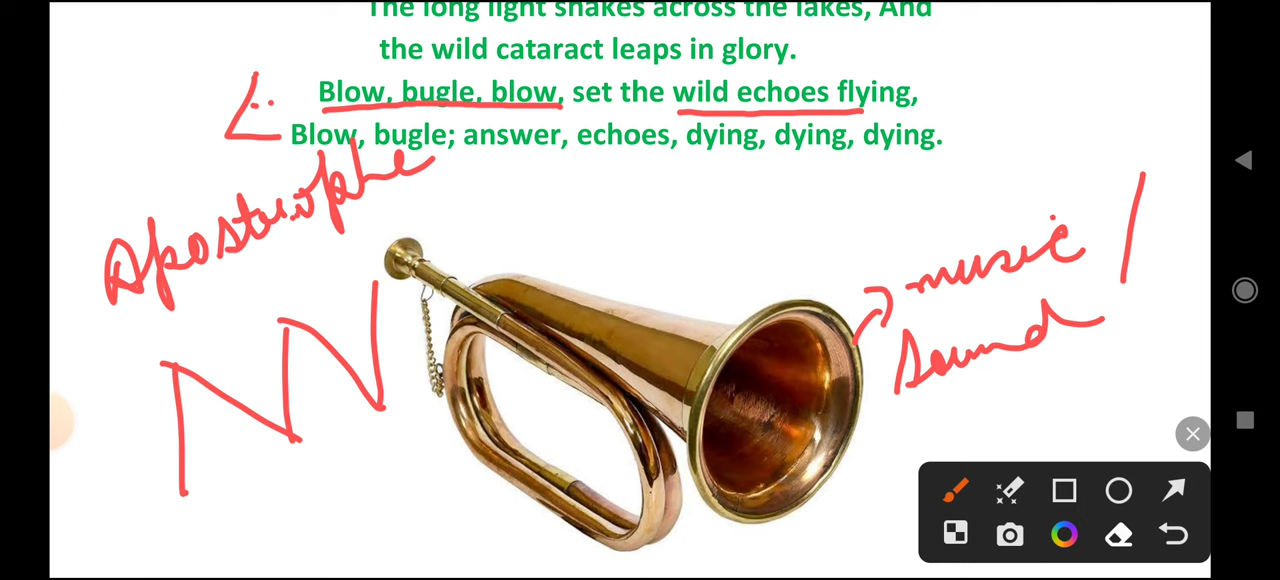 The long light shakes across the lakes, And
the wild cataract leaps in glory.
Blow, bugle, blow, set the wild echoes flying,
Blow, bugle; answer, echoes, dying, dying, dying.
Apostrophe
music /
sound